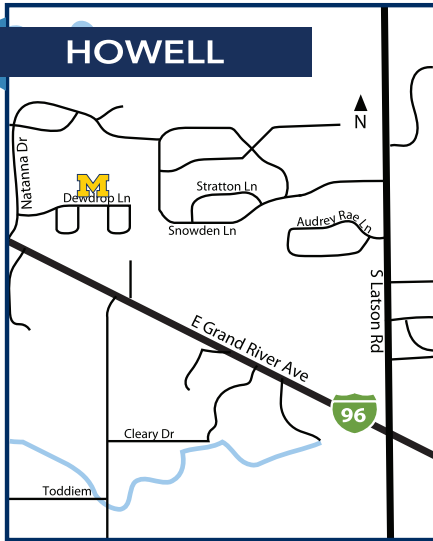 HOWELL
N
Natanna Dr
M
Dewdrop Ln
Stratton Ln
Snowden Ln
Audrey Rae Ln
S Latson Rd
E Grand River Ave
96
Cleary Dr
Toddiem